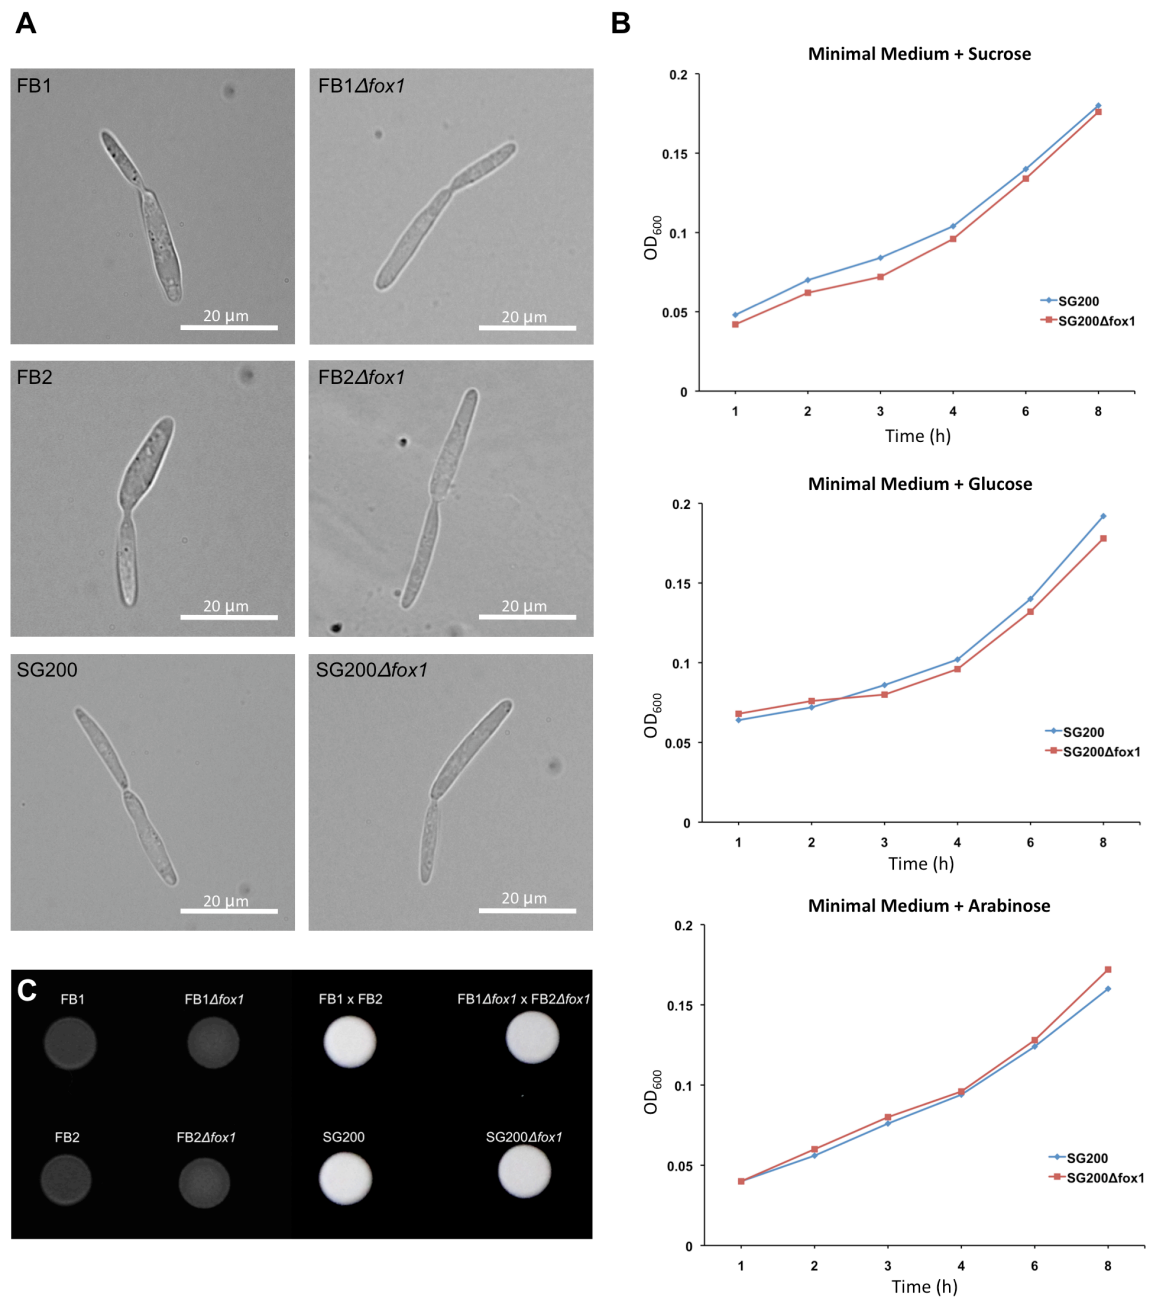 A
FB1
20 µm
FB1Δfox1
20 µm
FB2
20 µm
FB2Δfox1
20 µm
SG200
20 µm
SG200Δfox1
20 µm
B
Minimal Medium + Sucrose
0.2
0.15
0.1
0.05
0
OD600
SG200
SG200Δfox1
1 2 3 4 6 8
Time (h)
Minimal Medium + Glucose
0.2
0.15
0.1
0.05
0
OD600
SG200
SG200Δfox1
1 2 3 4 6 8
Time (h)
Minimal Medium + Arabinose
0.2
0.15
0.1
0.05
0
OD600
SG200
SG200Δfox1
1 2 3 4 6 8
Time (h)
C
FB1
FB1Δfox1
FB1 x FB2
FB1Δfox1 x FB2Δfox1
FB2
FB2Δfox1
SG200
SG200Δfox1